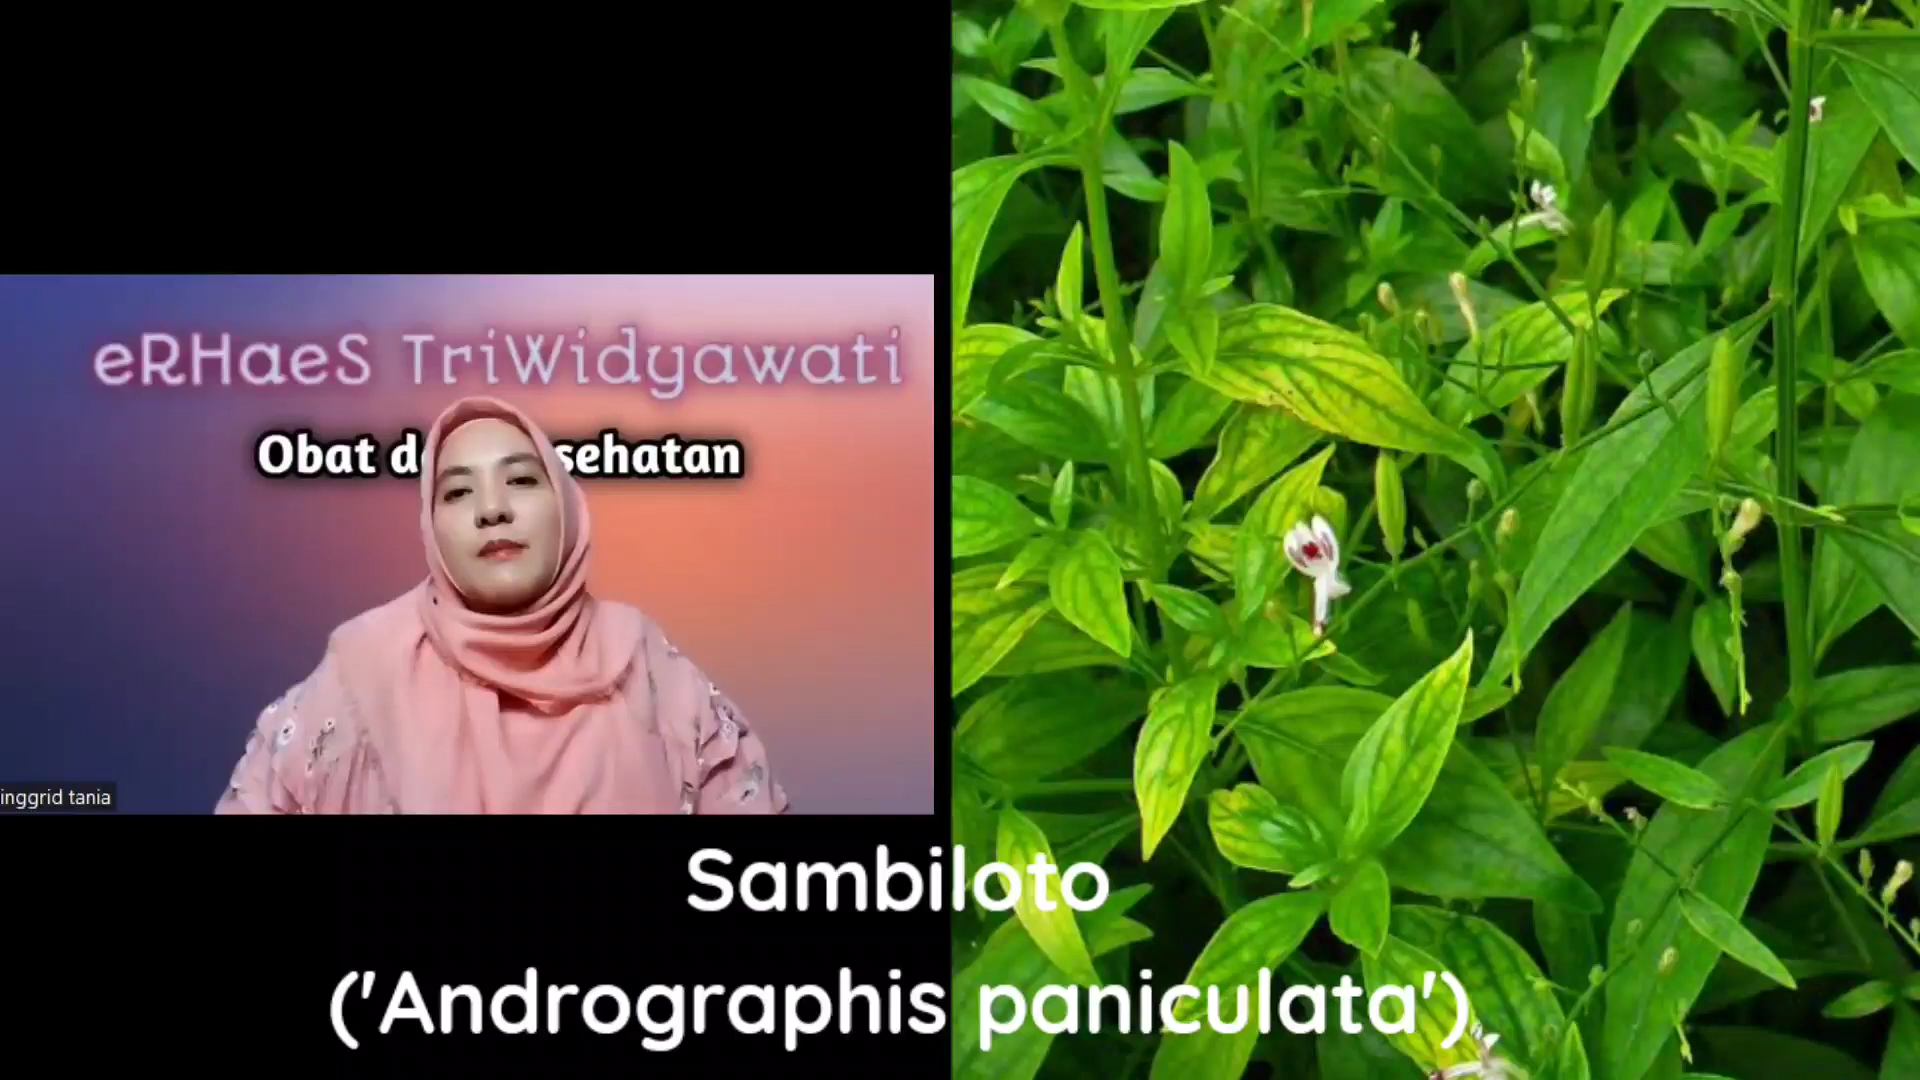 eRHaeS TriWidyawati
Obat d sehatan
inggrid tania
Sambiloto
('Andrographis paniculata')